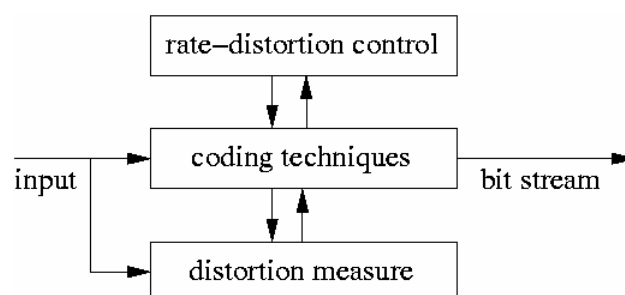 rate–distortion control
coding techniques
input
bit stream
distortion measure